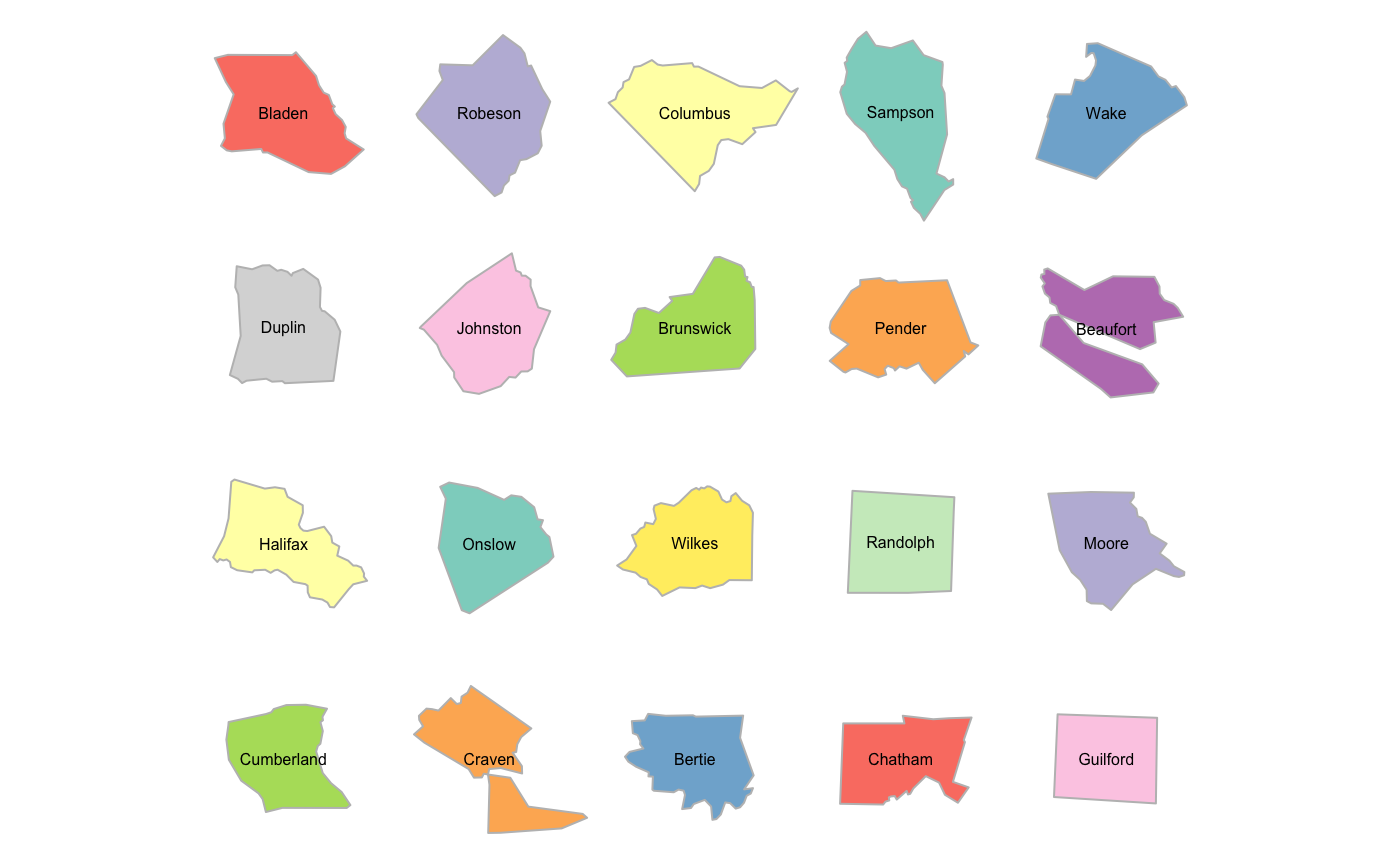 Bladen
Robeson
Columbus
Sampson
Wake
Duplin
Johnston
Brunswick
Pender
Beaufort
Halifax
Onslow
Wilkes
Randolph
Moore
Cumberland
Craven
Bertie
Chatham
Guilford